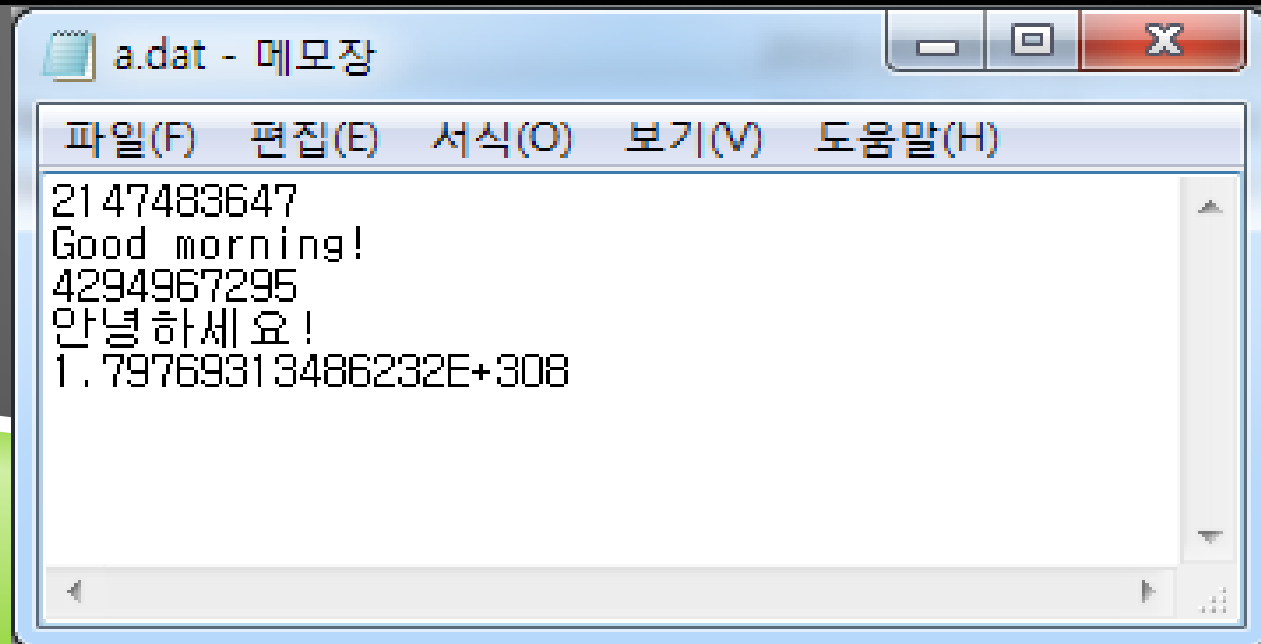 a.dat - 메모장
파일(F) 편집(E) 서식(O) 보기(V) 도움말(H)
2147483647
Good morning!
4294967295
안녕하세요!
1.79769313486232E+308